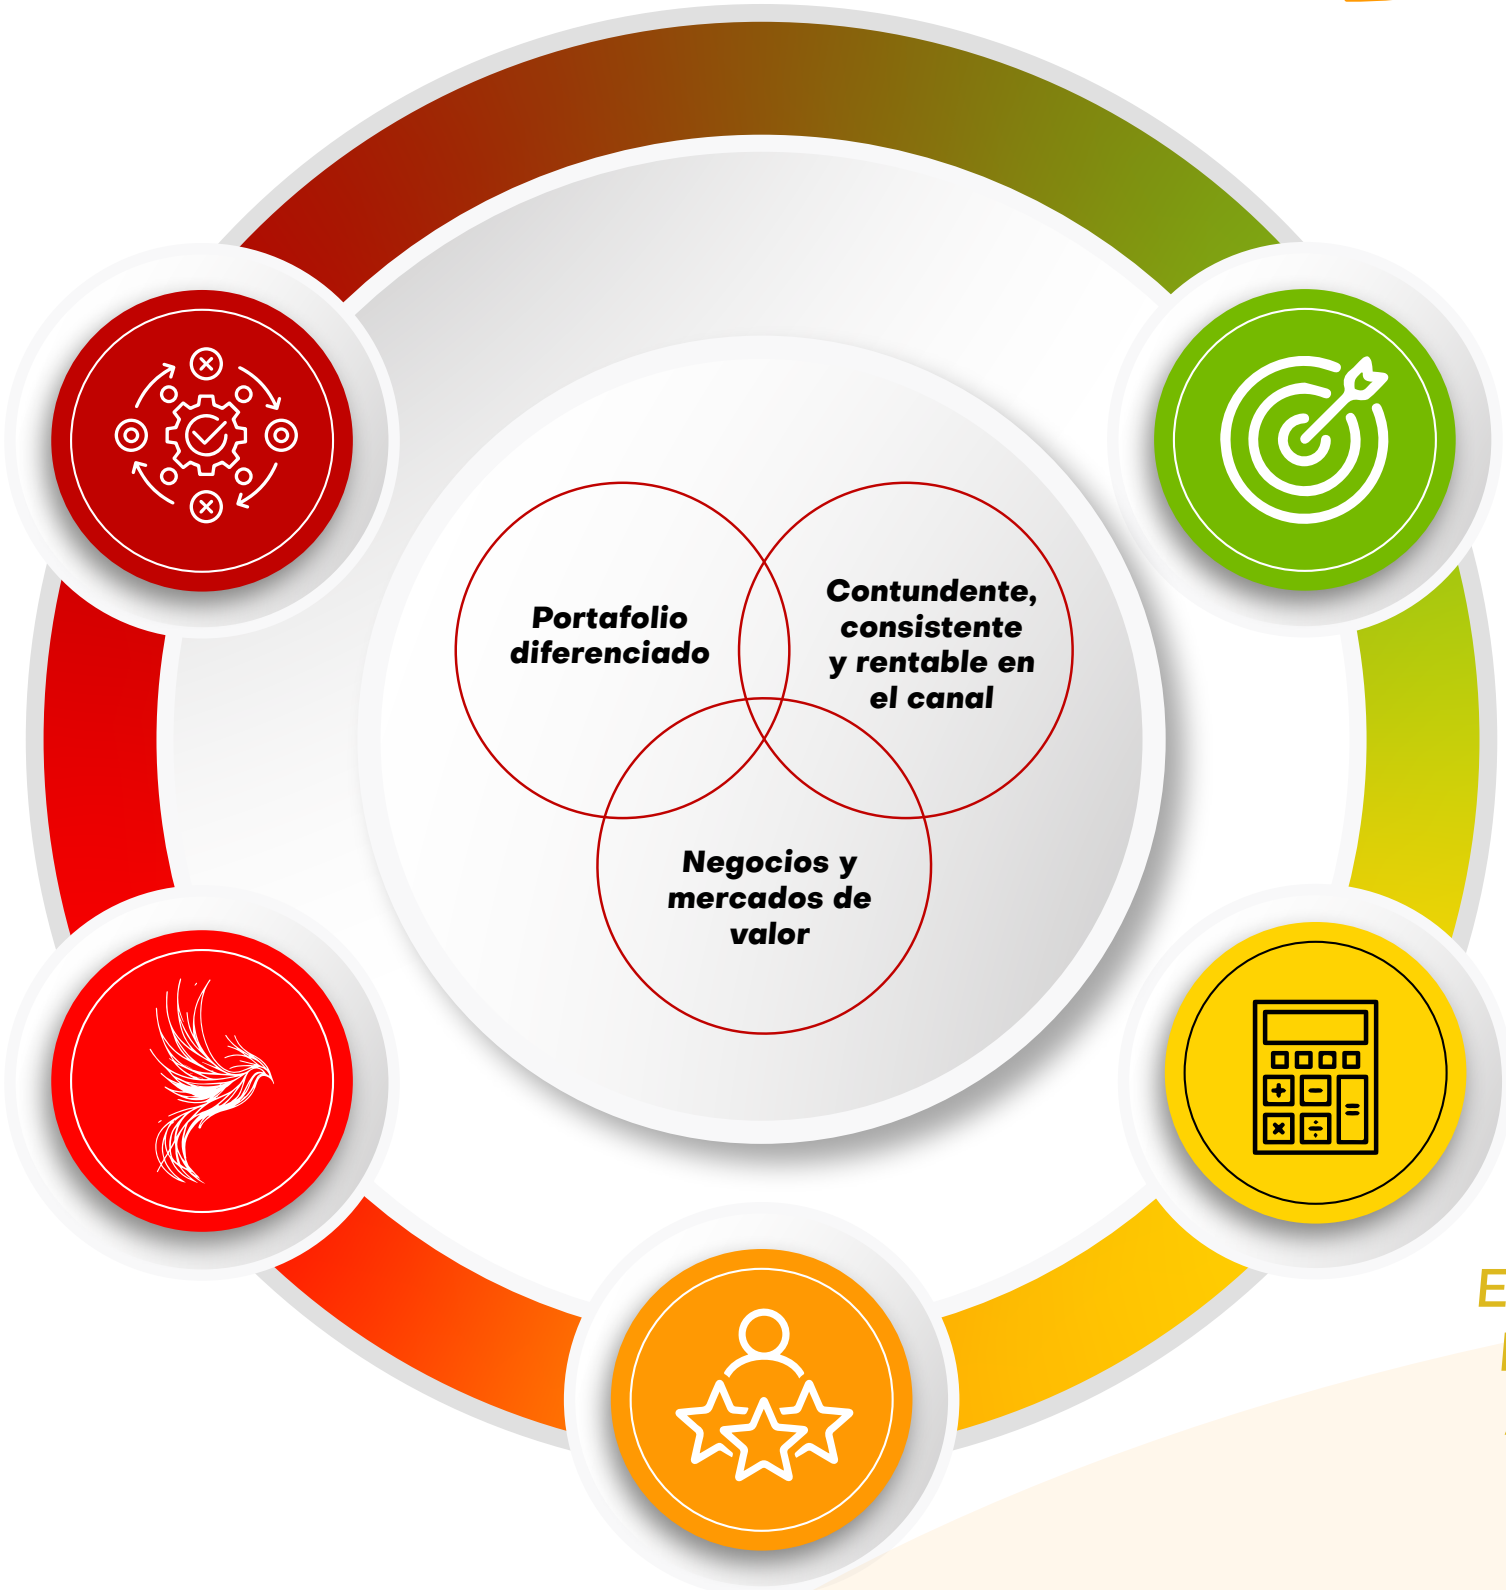 Portafolio
diferenciado
Contundente,
consistente
y rentable en
el canal
Negocios y
mercados de
valor
E